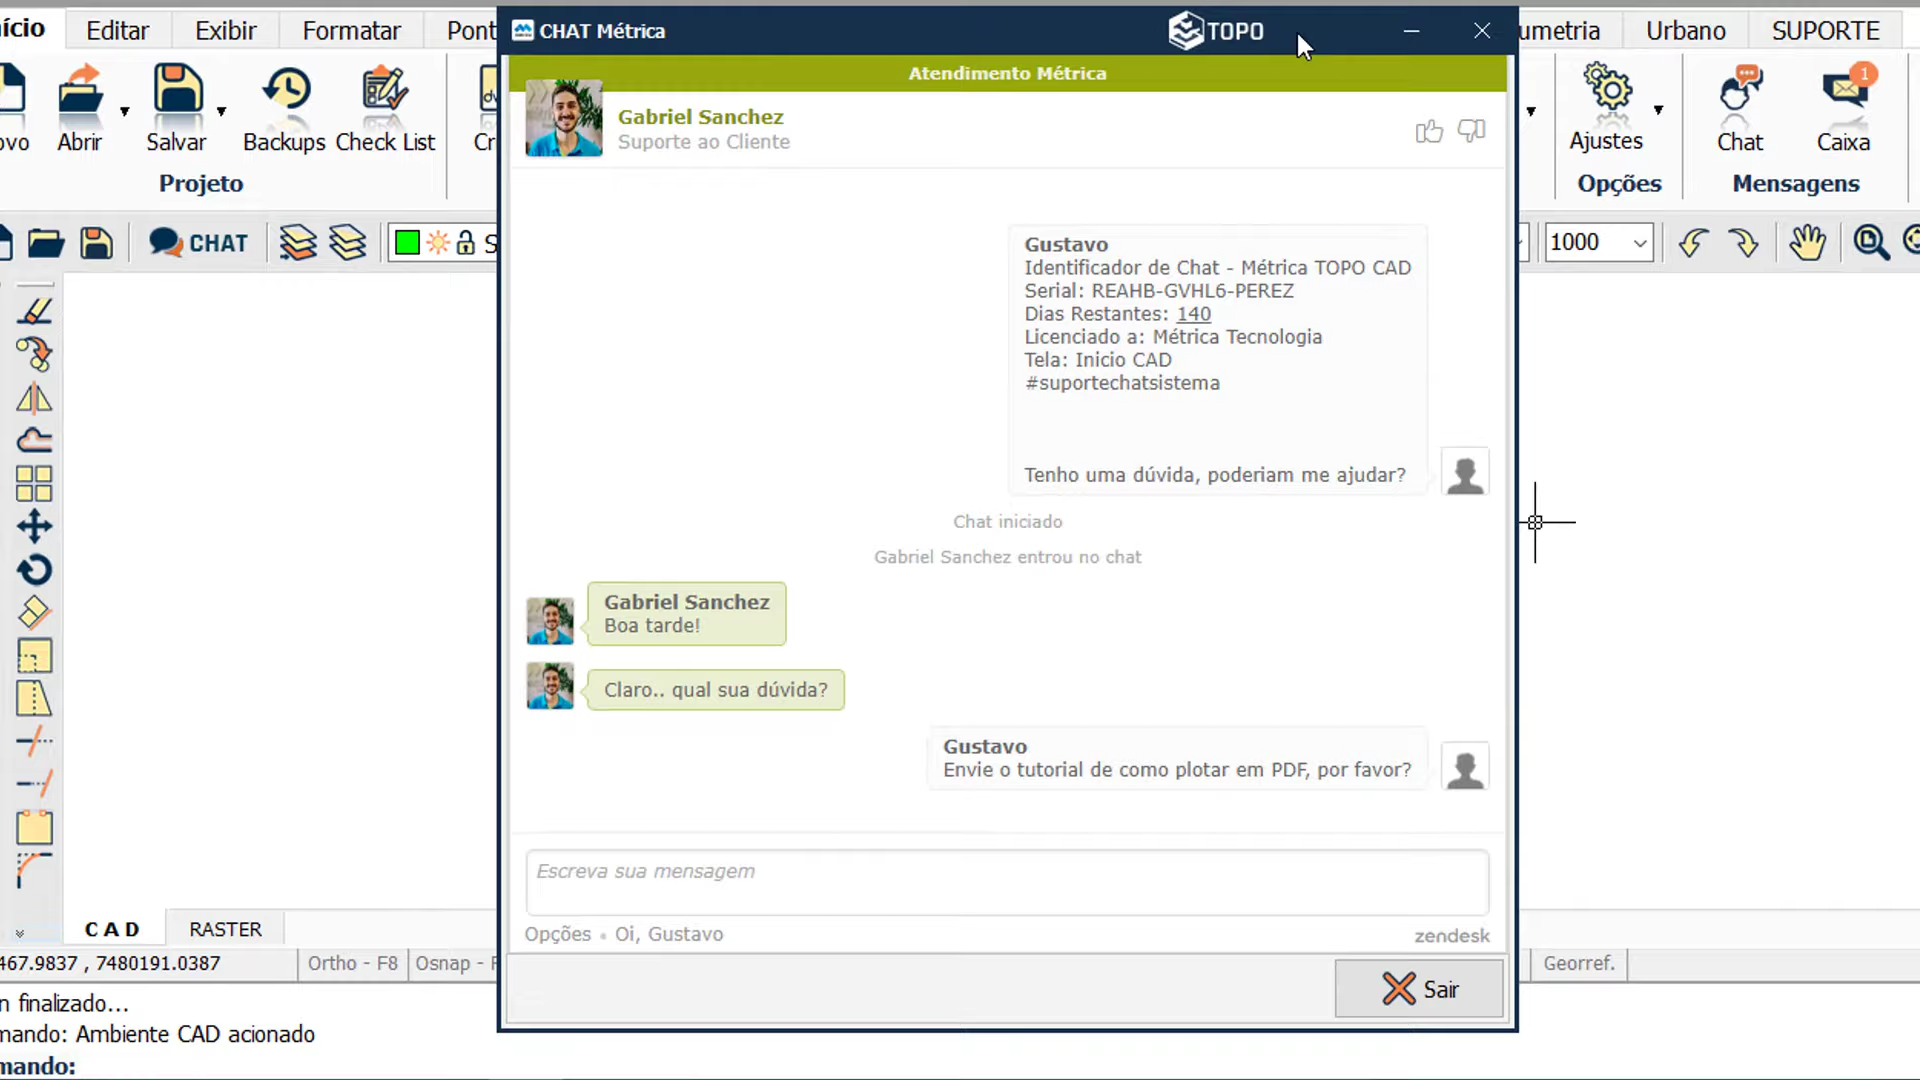 nício Editar Exibir Formatar Pont
CHAT Métrica TOPO
umetria Urbano SUPORTE
ovo Abrir Salvar Backups Check List Cr
Projeto
Ajustes Chat Caixa
1
Opções Mensagens
CHAT S
1000
Atendimento Métrica
Gabriel Sanchez
Suporte ao Cliente
Gustavo
Identificador de Chat - Métrica TOPO CAD
Serial: REAHB-GVHL6-PEREZ
Dias Restantes: 140
Licenciado a: Métrica Tecnologia
Tela: Inicio CAD
#suportechatsistema
Tenho uma dúvida, poderiam me ajudar?
Chat iniciado
Gabriel Sanchez entrou no chat
Gabriel Sanchez
Boa tarde!
Claro.. qual sua dúvida?
Gustavo
Envie o tutorial de como plotar em PDF, por favor?
Escreva sua mensagem
Opções • Oi, Gustavo
zendesk
Sair
CAD RASTER
467.9837 , 7480191.0387 Ortho - F8 Osnap - F
Georref.
n finalizado...
mando: Ambiente CAD acionado
mando: